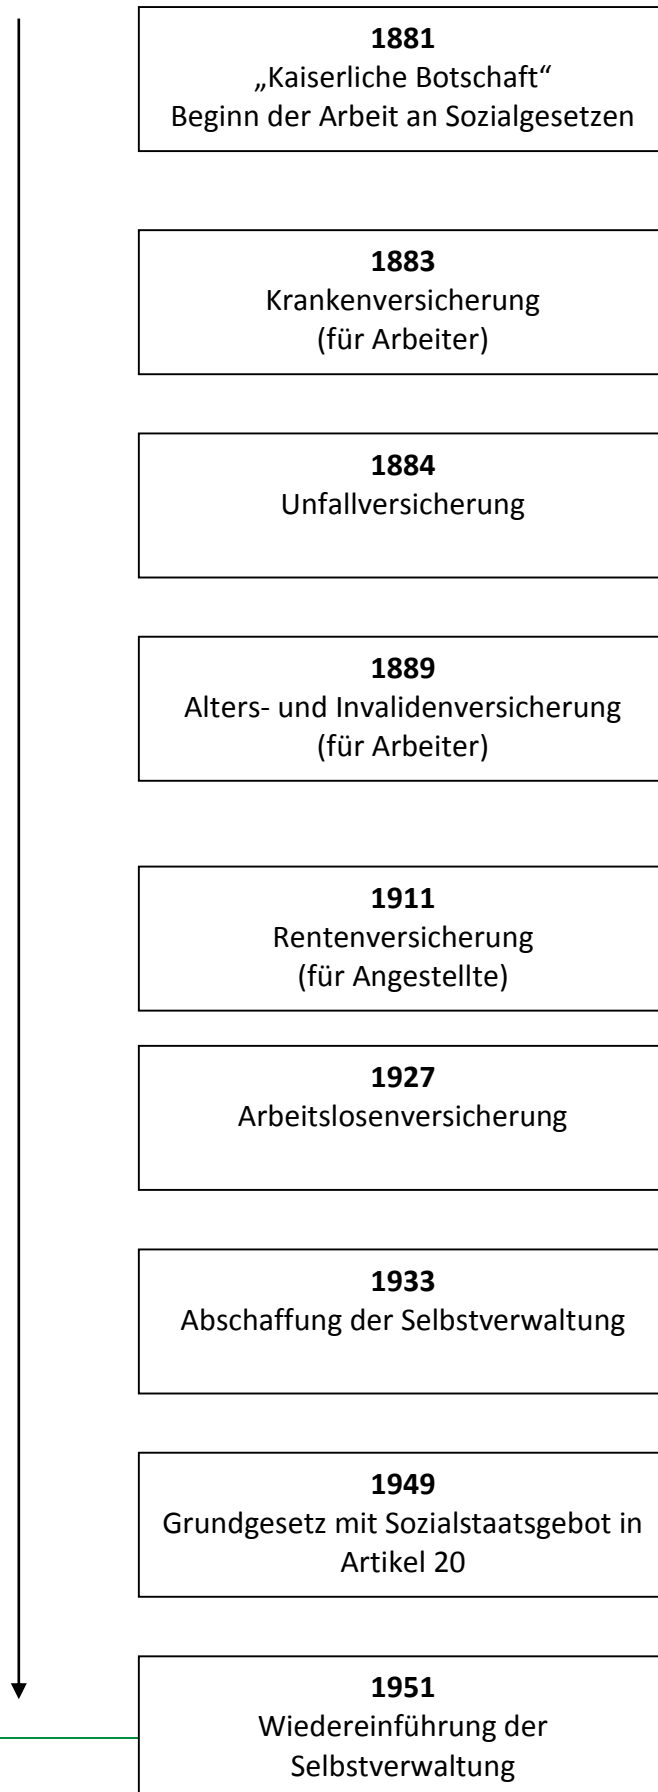 1881
„Kaiserliche Botschaft“
Beginn der Arbeit an Sozialgesetzen
1883
Krankenversicherung
(für Arbeiter)
1884
Unfallversicherung
1889
Alters- und Invalidenversicherung
(für Arbeiter)
1911
Rentenversicherung
(für Angestellte)
1927
Arbeitslosenversicherung
1933
Abschaffung der Selbstverwaltung
1949
Grundgesetz mit Sozialstaatsgebot in
Artikel 20
1951
Wiedereinführung der
Selbstverwaltung